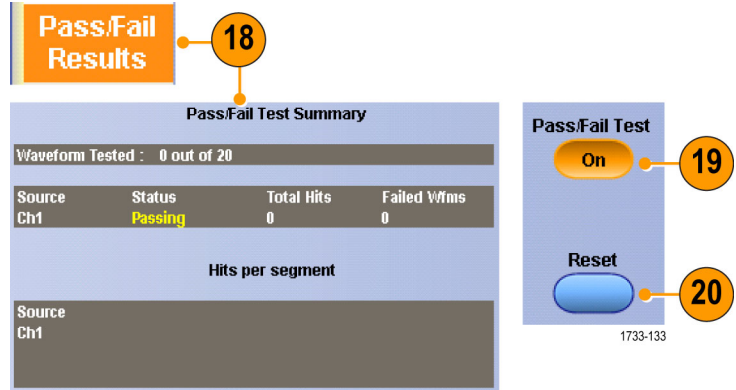 Pass/Fail
Results
18
Pass/Fail Test Summary
Waveform Tested : 0 out of 20
Source Status Total Hits Failed Wfms
Ch1 Passing 0 0
Hits per segment
Source
Ch1
Pass/Fail Test
On
19
Reset
20
1733-133